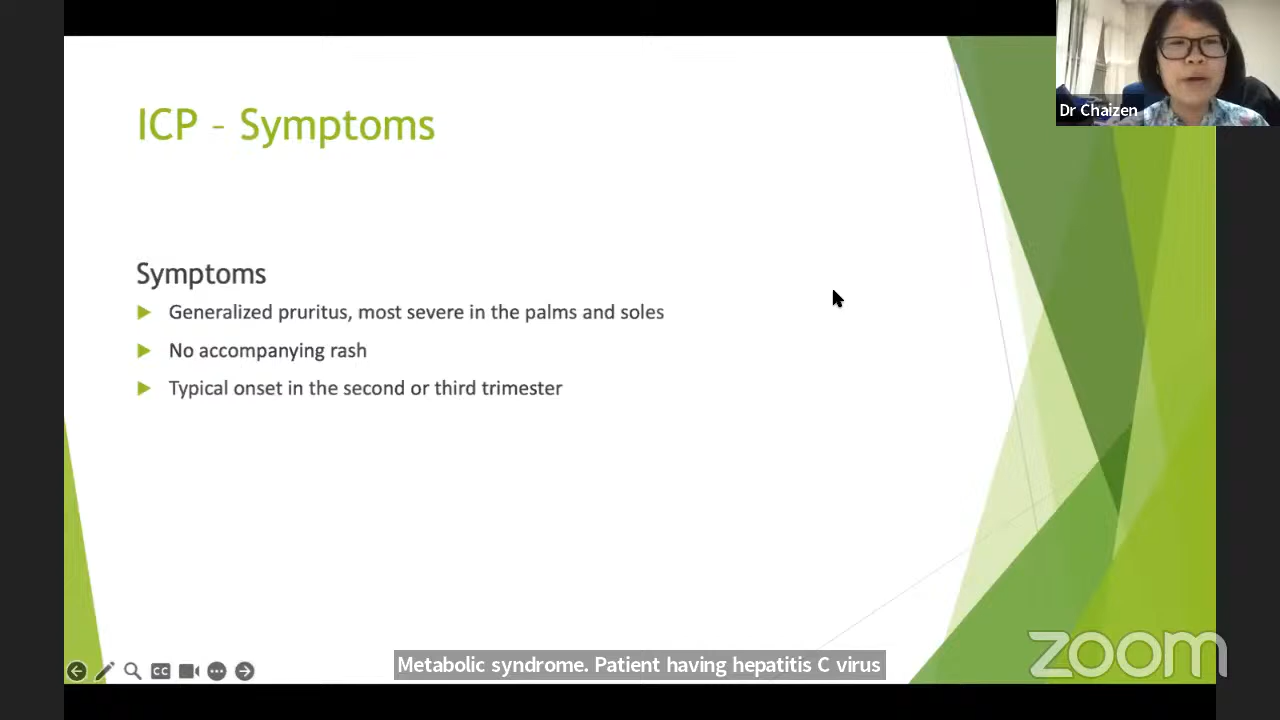 Dr Chaizen
ICP - Symptoms
Symptoms
Generalized pruritus, most severe in the palms and soles
No accompanying rash
Typical onset in the second or third trimester
CC
Metabolic syndrome. Patient having hepatitis C virus
zoom